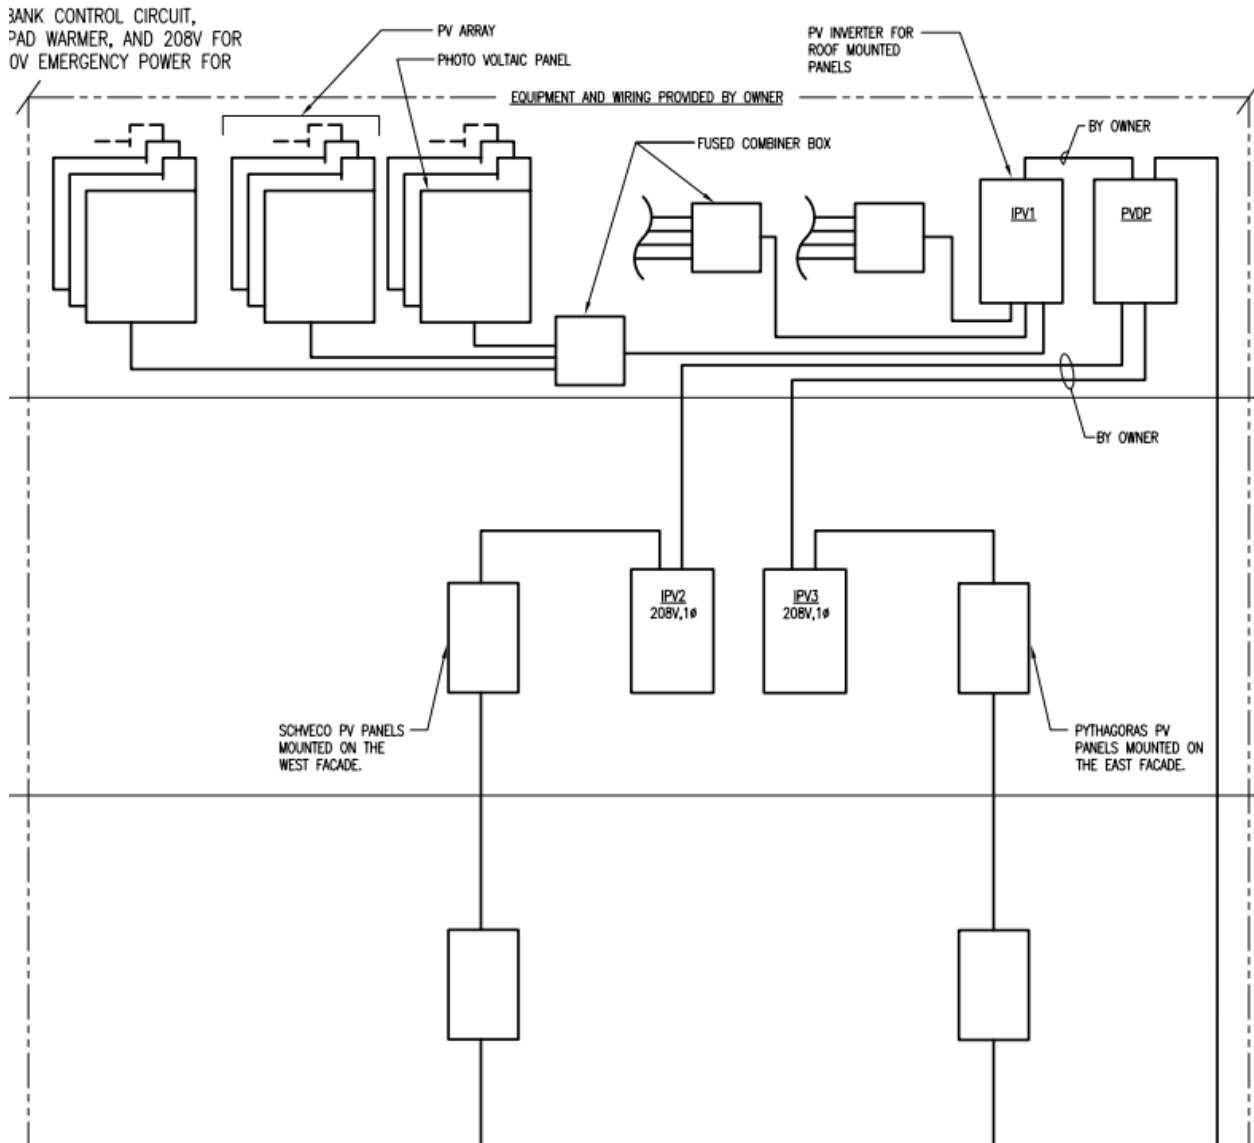 BANK CONTROL CIRCUIT,
PAD WARMER, AND 208V FOR
0V EMERGENCY POWER FOR
PV ARRAY
PHOTO VOLTAIC PANEL
PV INVERTER FOR
ROOF MOUNTED
PANELS
EQUIPMENT AND WIRING PROVIDED BY OWNER
BY OWNER
FUSED COMBINER BOX
IPV1
PVDP
BY OWNER
IPV2
208V,1ø
IPV3
208V,1ø
SCHVECO PV PANELS
MOUNTED ON THE
WEST FACADE.
PYTHAGORAS PV
PANELS MOUNTED ON
THE EAST FACADE.